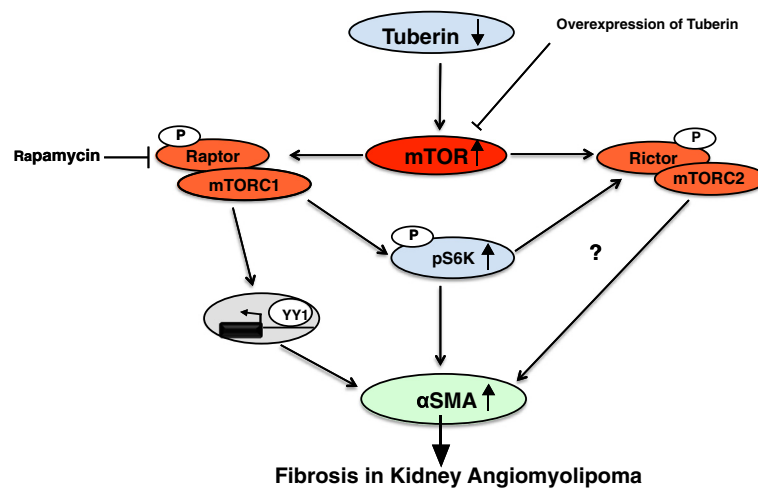 Overexpression of Tuberin
Tuberin
P
Raptor
mTORC1
Rapamycin
mTOR
P
Rictor
mTORC2
P
pS6K
?
YY1
αSMA
Fibrosis in Kidney Angiomyolipoma